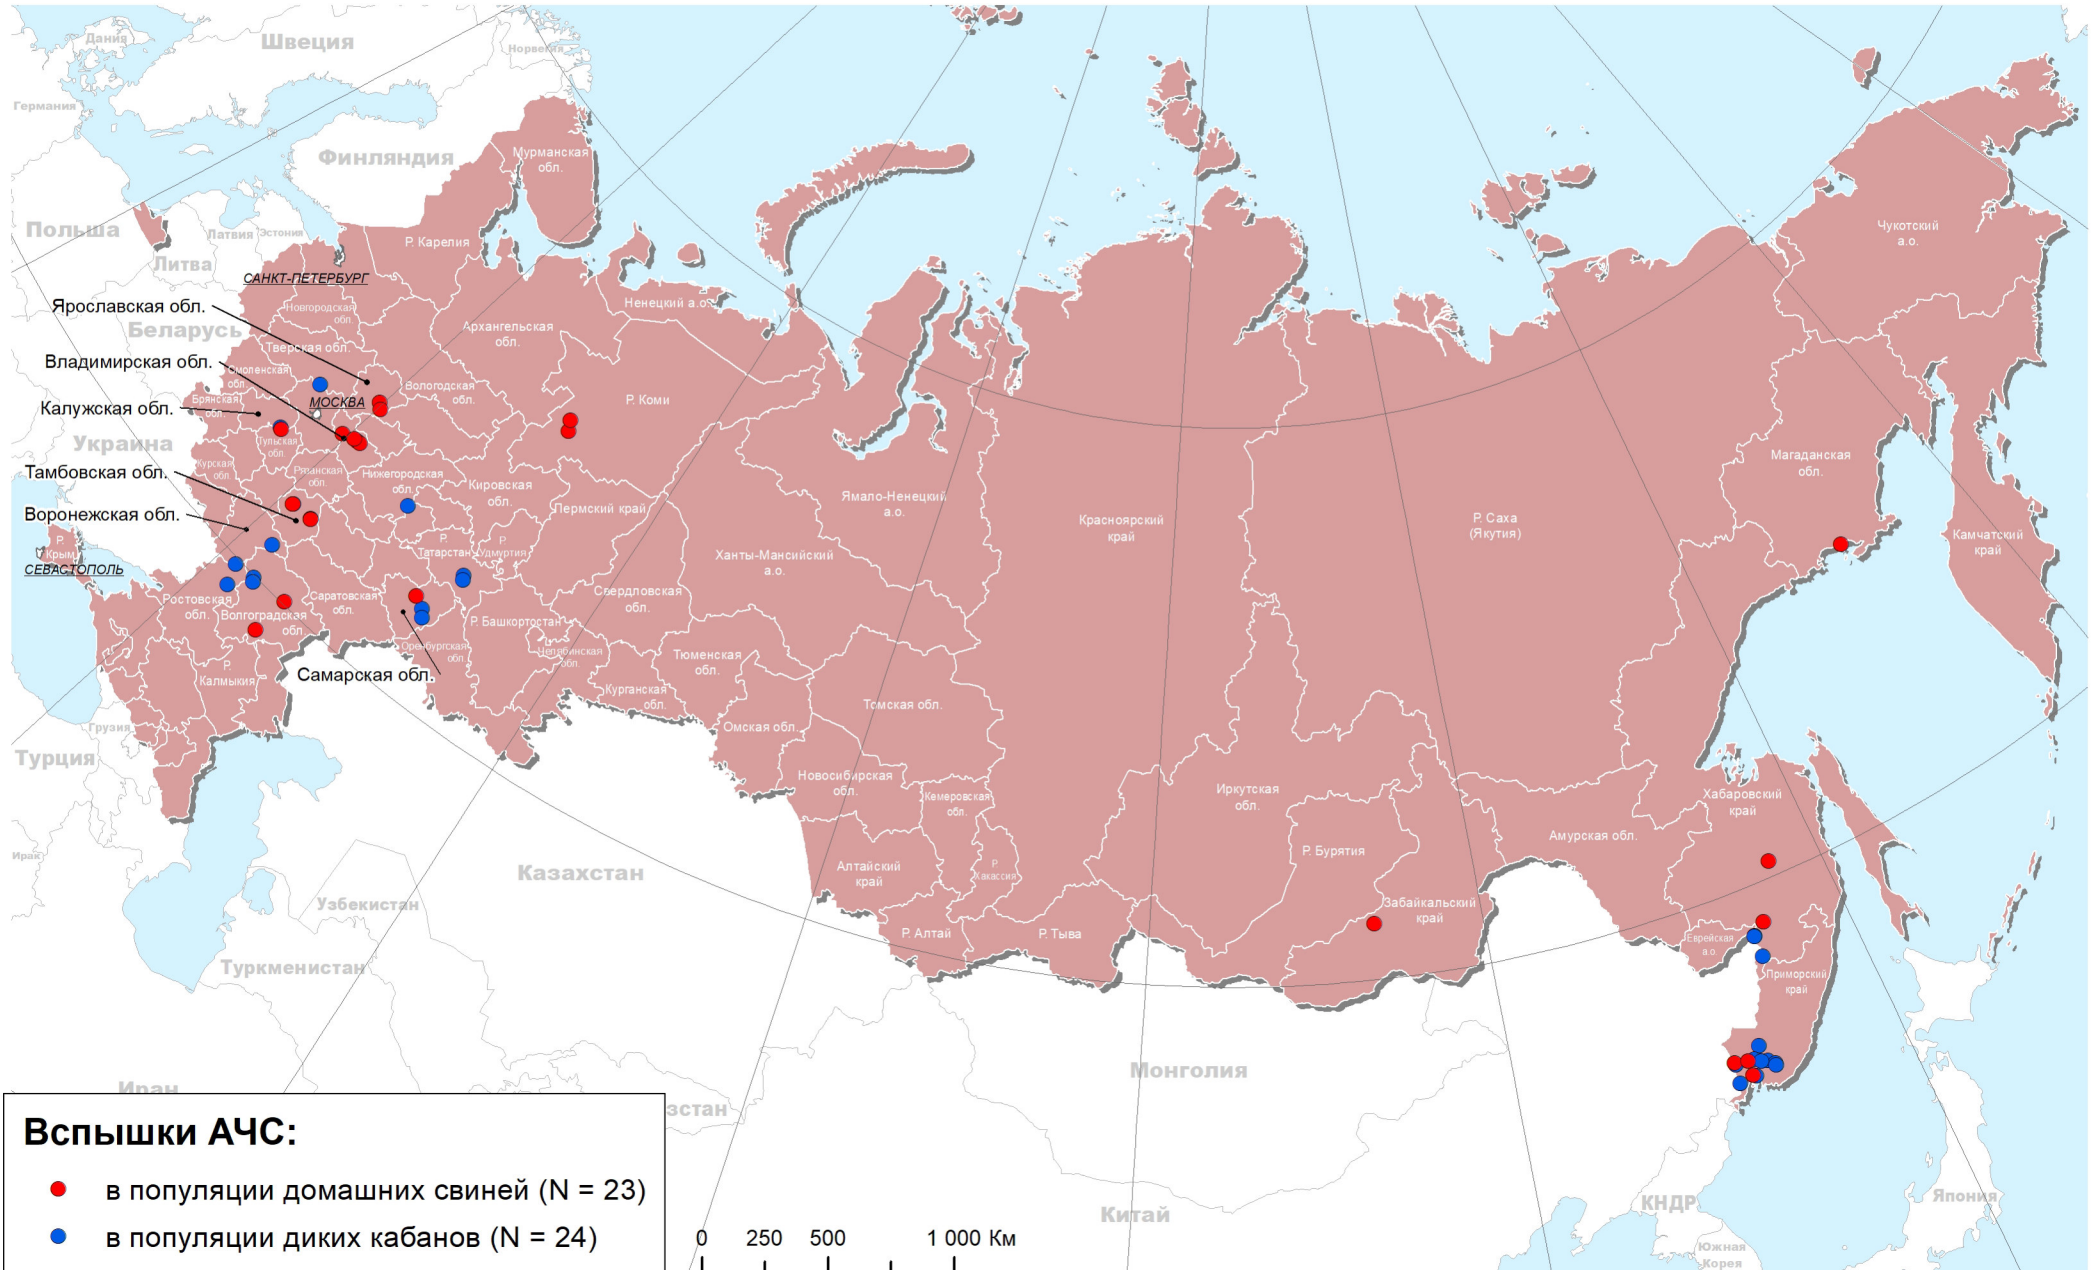 Дания
Швеция
Норвегия
Германия
Финляндия
Мурманская
обл.
Польша
Латвия
Эстония
Литва
Р. Карелия
Чукотский
а.о.
САНКТ-ПЕТЕРБУРГ
Ярославская обл.
Новгородская
обл.
Ненецкий а.о.
Беларусь
Архангельская
обл.
Тверская обл.
Владимирская обл.
Смоленская
обл.
Вологодская
обл.
Брянская
обл.
МОСКВА
Р. Коми
Калужская обл.
Украина
Тульская
обл.
Курская
обл.
Тамбовская обл.
Рязанская
обл.
Нижегородская
обл.
Кировская
обл.
Пермский край
Ямало-Ненецкий
а.о.
Магаданская
обл.
Воронежская обл.
Красноярский
край
Р. Саха
(Якутия)
Камчатский
край
Р.
Крым
СЕВАСТОПОЛЬ
Р.
Татарстан
Р.
Удмуртия
Ханты-Мансийский
а.о.
Ростовская
обл.
Волгоградская
обл.
Саратовская
обл.
Свердловская
обл.
Р. Башкортостан
Оренбургская
обл.
Челябинская
обл.
Тюменская
обл.
Самарская обл.
Р.
Калмыкия
Курганская
обл.
Омская обл.
Томская обл.
Грузия
Турция
Новосибирская
обл.
Кемеровская
обл.
Иркутская
обл.
Хабаровский
край
Амурская обл.
Ирак
Казахстан
Алтайский
край
Р.
Хакассия
Р. Бурятия
Забайкальский
край
Узбекистан
Р. Алтай
Р. Тыва
Еврейская
а.о.
Туркменистан
Приморский
край
Монголия
Иран
зстан
Китай
КНДР
Япония
Южная
Корея
Вспышки АЧС:
в популяции домашних свиней (N = 23)
в популяции диких кабанов (N = 24)
0 250 500 1 000 Км